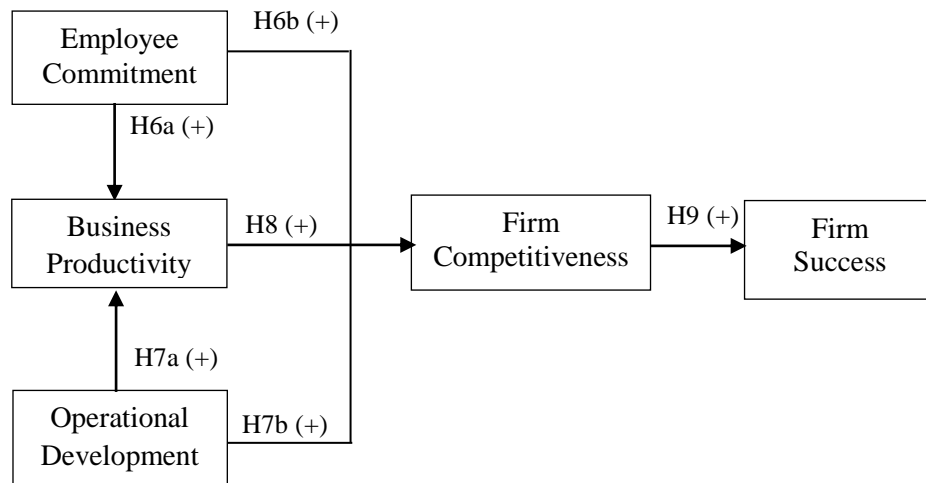 Employee
Commitment
H6b (+)
H6a (+)
Business
Productivity
H8 (+)
Firm
Competitiveness
H9 (+)
Firm
Success
H7a (+)
Operational
Development
H7b (+)